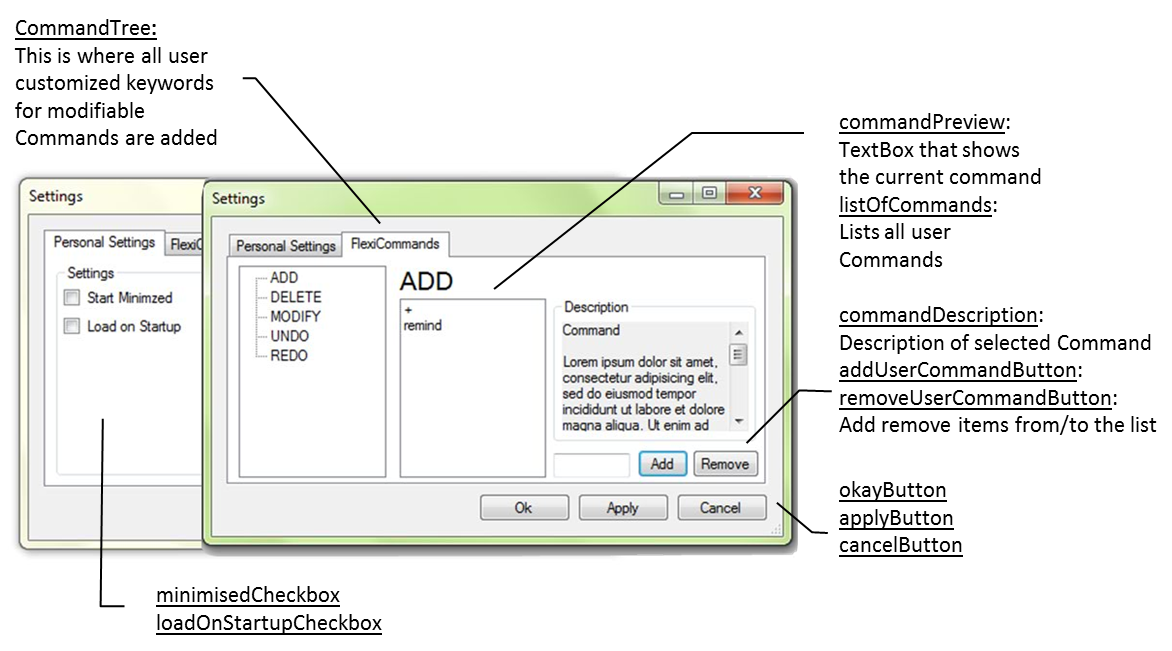 CommandTree:
This is where all user
customized keywords
for modifiable
Commands are added
commandPreview:
TextBox that shows
the current command
listOfCommands:
Lists all user
Commands
commandDescription:
Description of selected Command
addUserCommandButton:
removeUserCommandButton:
Add remove items from/to the list
okayButton
applyButton
cancelButton
Settings
Personal Settings
FlexiC
Settings
Start Minimzed
Load on Startup
Settings
Personal Settings
FlexiCommands
ADD
DELETE
MODIFY
UNDO
REDO
ADD
+
remind
Description
Command
Lorem ipsum dolor sit amet,
consectetur adipisicing elit,
sed do eiusmod tempor
incididunt ut labore et dolore
magna aliqua. Ut enim ad
Add
Remove
Ok
Apply
Cancel
minimisedCheckbox
loadOnStartupCheckbox